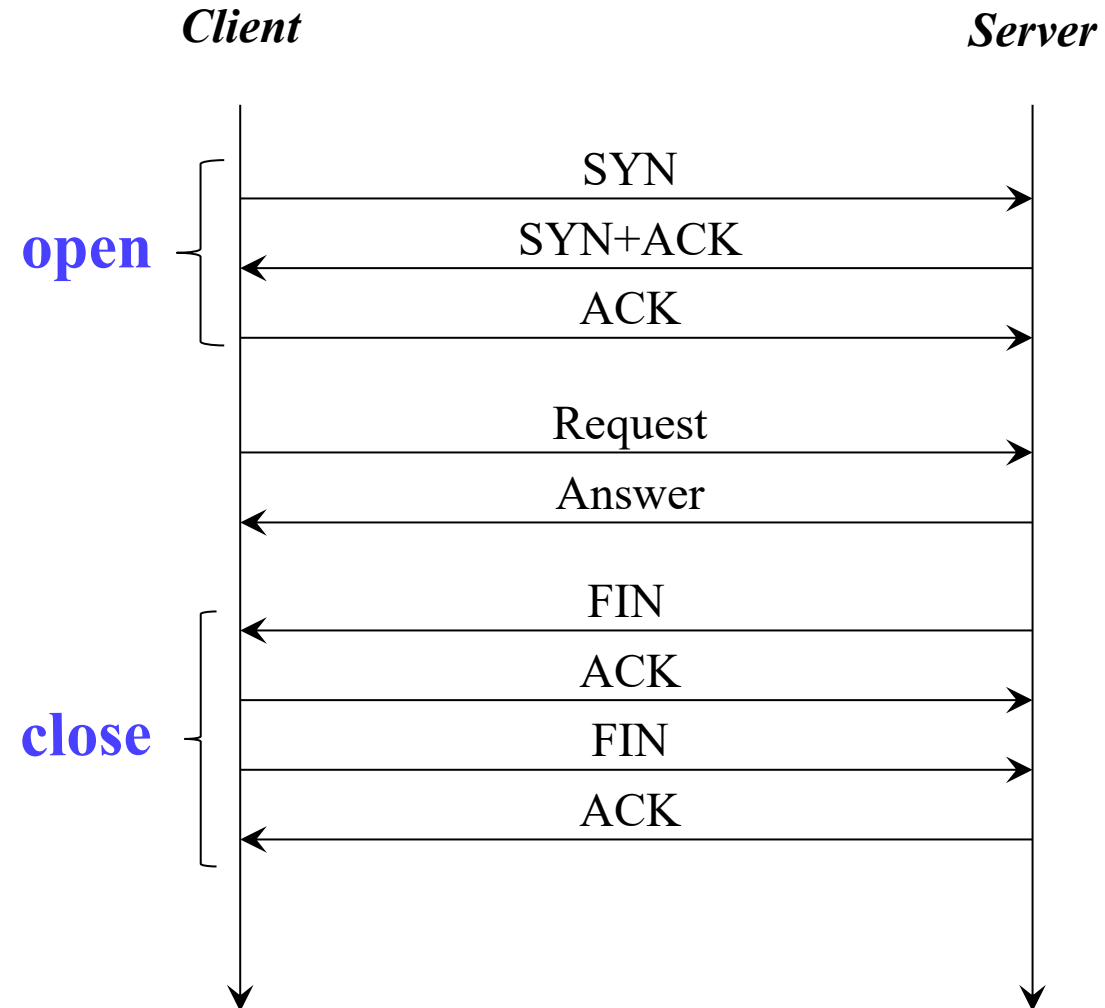 Client
Server
SYN
open
SYN+ACK
ACK
Request
Answer
FIN
ACK
close
FIN
ACK